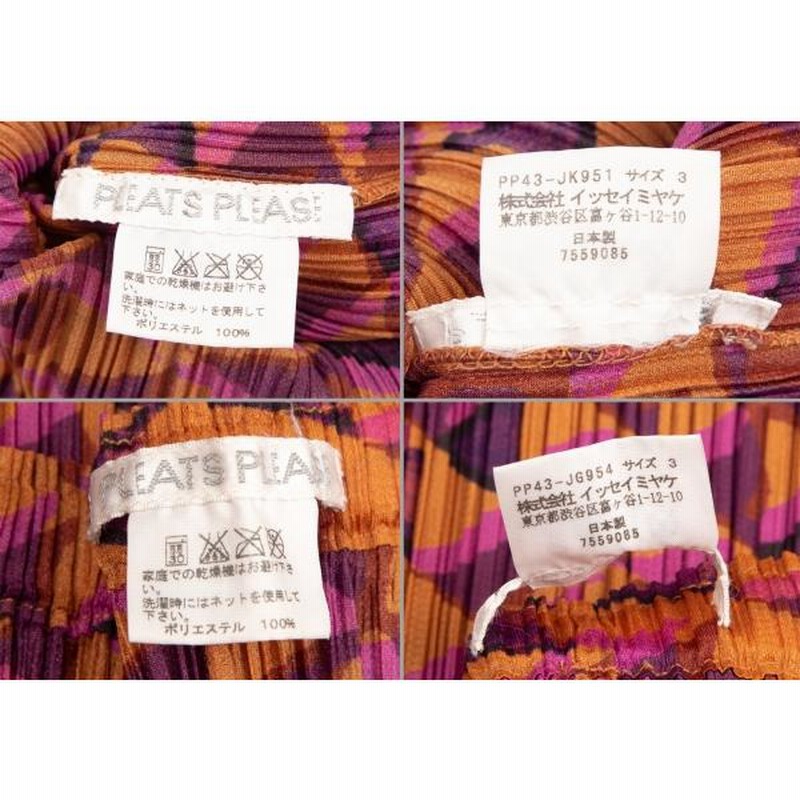 PLEATS PLEASE
家庭での乾燥機はお避け下
さい。
洗濯時にはネットを使用して
下さい。
ポリエステル 100%
PP43-JK951 サイズ 3
株式会社 イッセイミヤケ
東京都渋谷区富ヶ谷1-12-10
日本製
7559085
PLEATS PLEAS
家庭での乾燥機はお避け下さ
い。
洗濯時にはネットを使用して
下さい。
ポリエステル 100%
PP43-JG954 サイズ 3
株式会社 イッセイミヤケ
東京都渋谷区富ヶ谷1-12-10
日本製
7559085